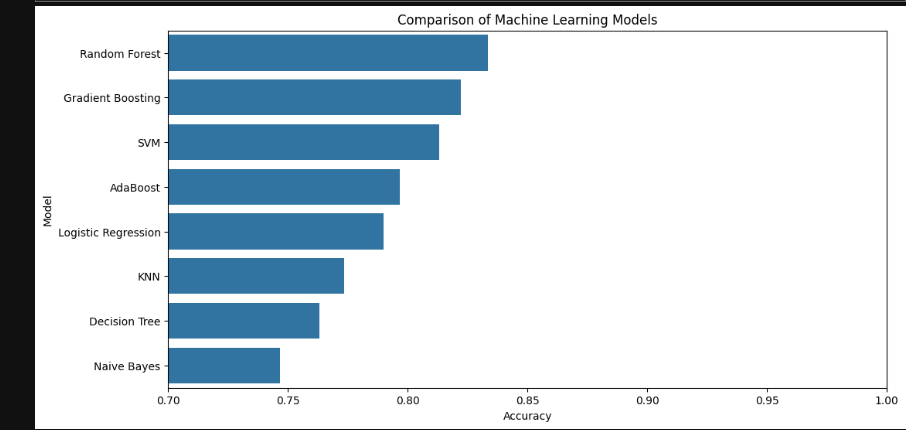 Comparison of Machine Learning Models
Random Forest
Gradient Boosting
SVM
AdaBoost
Logistic Regression
KNN
Decision Tree
Naive Bayes
Model
0.70 0.75 0.80 0.85 0.90 0.95 1.00
Accuracy